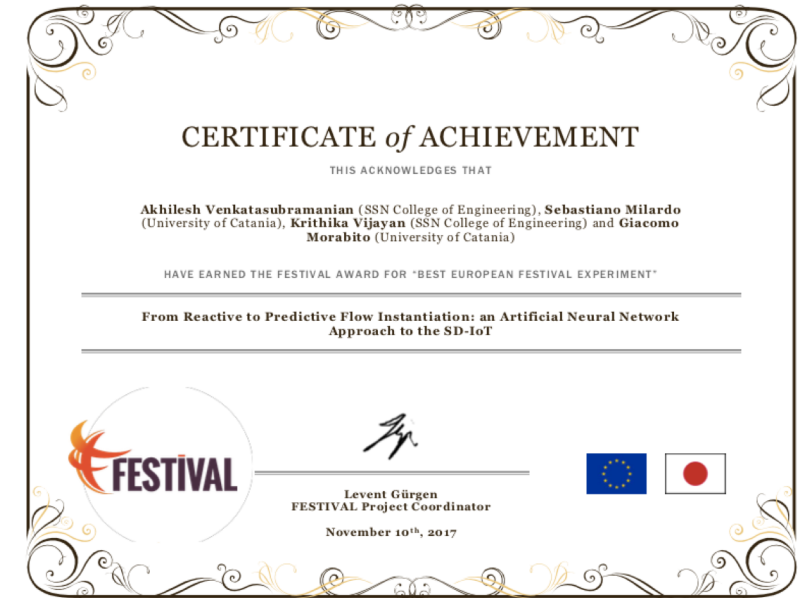 CERTIFICATE of ACHIEVEMENT
THIS ACKNOWLEDGES THAT
Akhilesh Venkatasubramanian (SSN College of Engineering), Sebastiano Milardo
(University of Catania), Krithika Vijayan (SSN College of Engineering) and Giacomo
Morabito (University of Catania)
HAVE EARNED THE FESTIVAL AWARD FOR “BEST EUROPEAN FESTIVAL EXPERIMENT”
From Reactive to Predictive Flow Instantiation: an Artificial Neural Network
Approach to the SD-IoT
FESTIVAL
Levent Gürgen
FESTIVAL Project Coordinator
November 10th, 2017